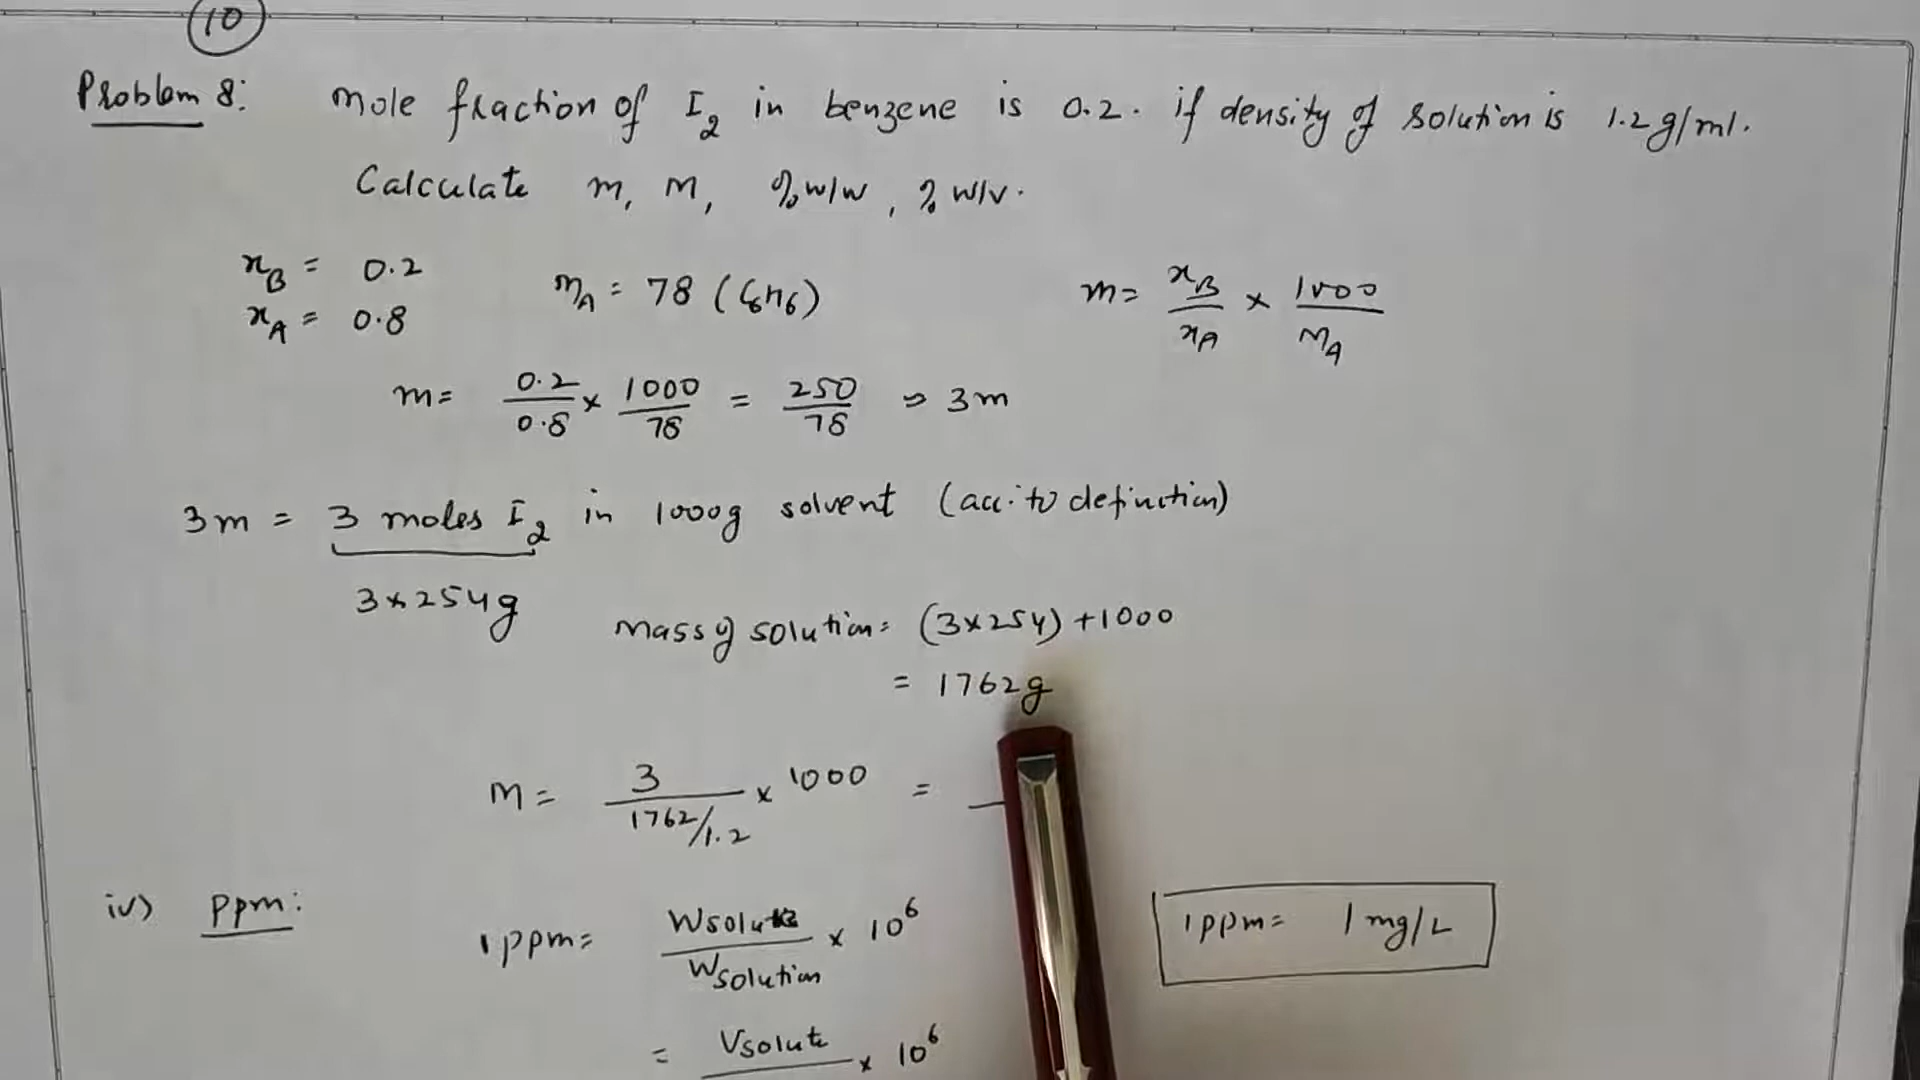 10
Problem 8: Mole fraction of I2 in benzene is 0.2. if density of solution is 1.2g/ml.
Calculate m, M, % w/w, % w/v.
xB = 0.2
xA = 0.8
MA = 78 (C6H6)
m = xB/xA × 1000/MA
m = 0.2/0.8 × 1000/78 = 250/78 ⇒ 3m
3m = 3 moles I2 in 1000g solvent (acc. to definition)
3×254g
Mass of solution = (3×254)+1000
= 1762g
M = 3/(1762/1.2) × 1000 =
iv) ppm:
1ppm = Wsolute/Wsolution × 10^6
1ppm = 1mg/L
= Vsolute × 10^6